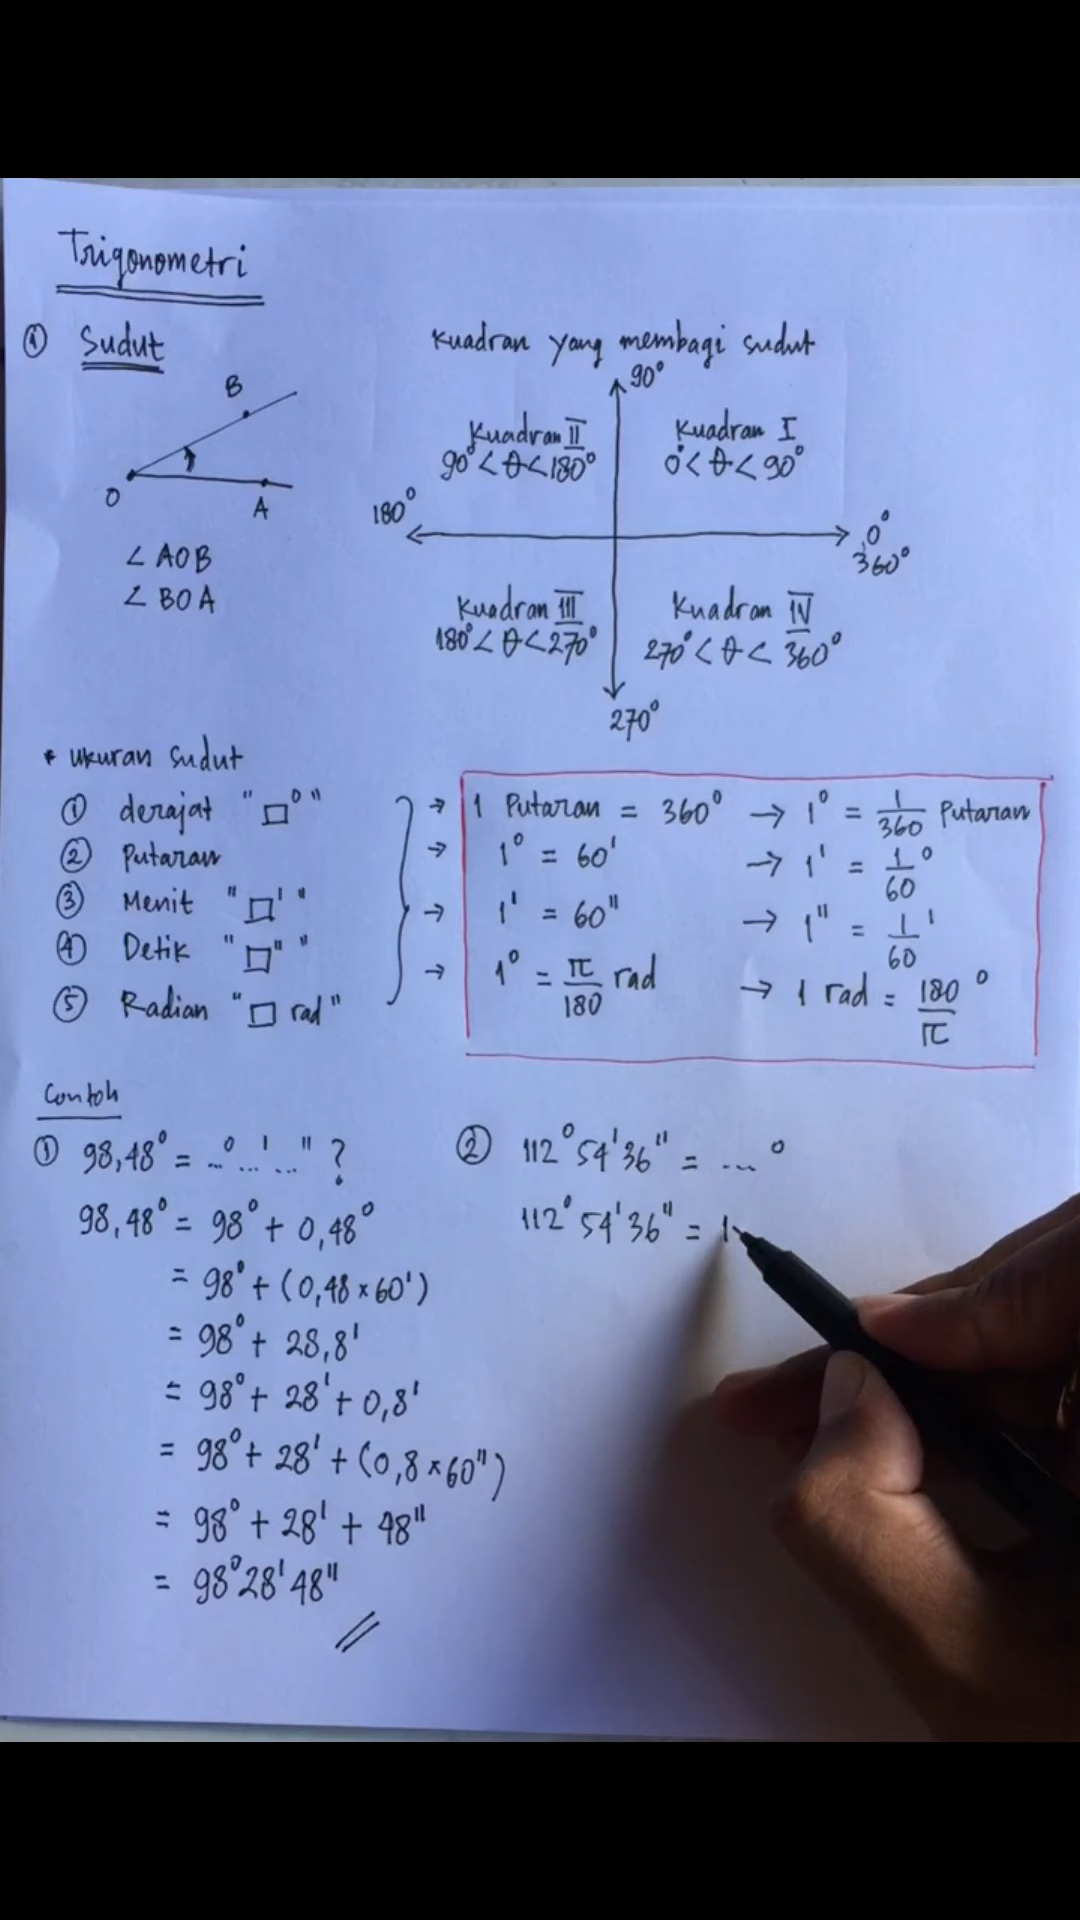 Trigonometri
① Sudut
B
O
A
∠ AOB
∠ BOA
Kuadran yang membagi sudut
90°
Kuadran II
90° < θ < 180°
Kuadran I
0° < θ < 90°
180°
0°
360°
Kuadran III
180° < θ < 270°
Kuadran IV
270° < θ < 360°
270°
* Ukuran Sudut
① derajat "□°"
② Putaran
③ Menit "□'"
④ Detik "□""
⑤ Radian "□ rad"
→ 1 Putaran = 360° → 1° = 1/360 Putaran
→ 1° = 60' → 1' = 1/60°
→ 1' = 60" → 1" = 1/60'
→ 1° = π/180 rad → 1 rad = 180/π°
Contoh
① 98,48° = ...°...'..." ?
98,48° = 98° + 0,48°
= 98° + (0,48 × 60')
= 98° + 28,8'
= 98° + 28' + 0,8'
= 98° + 28' + (0,8 × 60")
= 98° + 28' + 48"
= 98°28'48"
② 112°54'36" = ...°
112°54'36" = 1